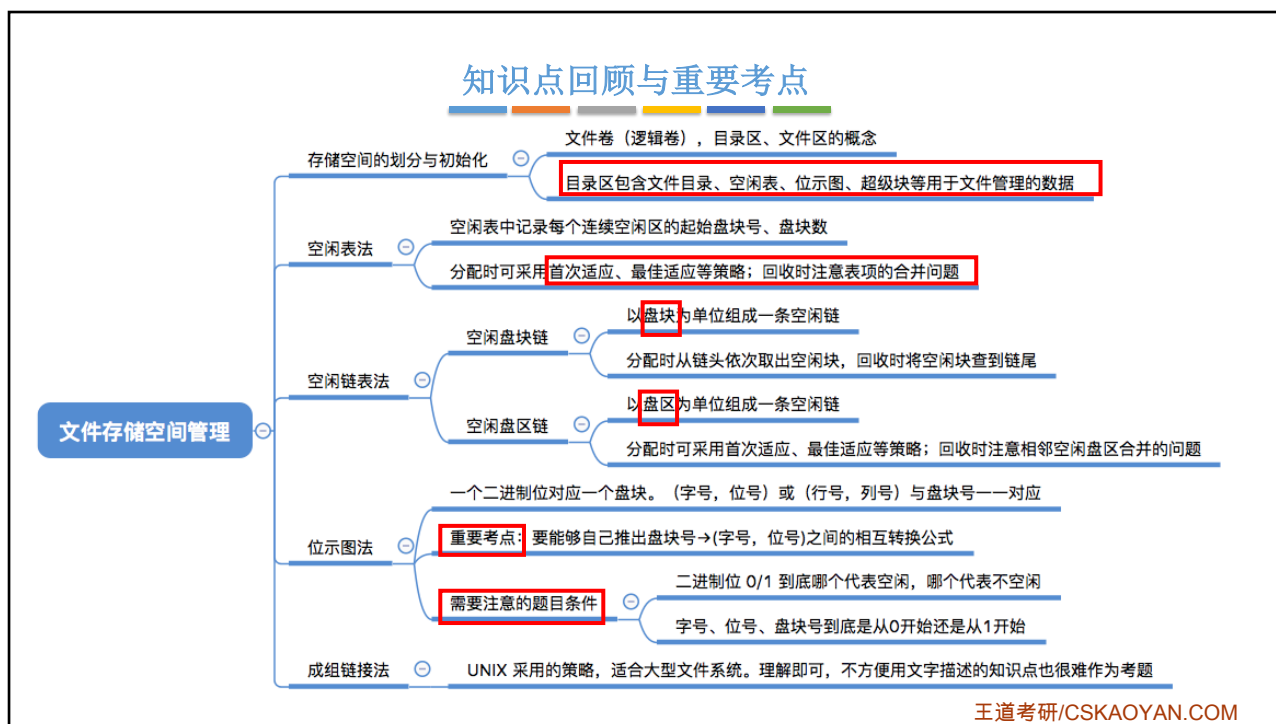 知识点回顾与重要考点
文件存储空间管理
存储空间的划分与初始化
文件卷（逻辑卷），目录区、文件区的概念
目录区包含文件目录、空闲表、位示图、超级块等用于文件管理的数据
空闲表法
空闲表中记录每个连续空闲区的起始盘块号、盘块数
分配时可采用首次适应、最佳适应等策略；回收时注意表项的合并问题
空闲链表法
空闲盘块链
以盘块为单位组成一条空闲链
分配时从链头依次取出空闲块，回收时将空闲块查到链尾
空闲盘区链
以盘区为单位组成一条空闲链
分配时可采用首次适应、最佳适应等策略；回收时注意相邻空闲盘区合并的问题
位示图法
一个二进制位对应一个盘块。（字号，位号）或（行号，列号）与盘块号一一对应
重要考点：要能够自己推出盘块号→(字号，位号)之间的相互转换公式
需要注意的题目条件
二进制位 0/1 到底哪个代表空闲，哪个代表不空闲
字号、位号、盘块号到底是从0开始还是从1开始
成组链接法
UNIX 采用的策略，适合大型文件系统。理解即可，不方便用文字描述的知识点也很难作为考题
王道考研/CSKAOYAN.COM